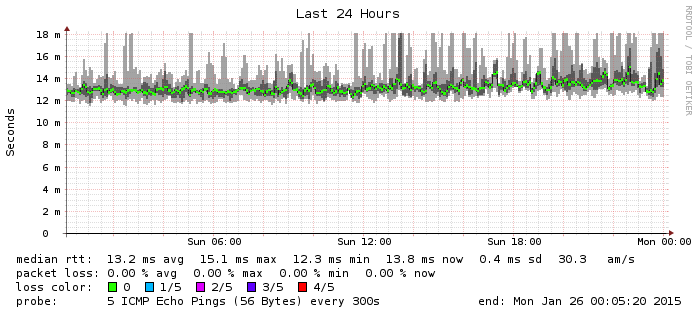 Last 24 Hours
RRDTOOL / TOBI OETIKER
Seconds
18 m
16 m
14 m
12 m
10 m
8 m
6 m
4 m
2 m
0
Sun 06:00 Sun 12:00 Sun 18:00 Mon 00:00
median rtt: 13.2 ms avg 15.1 ms max 12.3 ms min 13.8 ms now 0.4 ms sd 30.3 am/s
packet loss: 0.00 % avg 0.00 % max 0.00 % min 0.00 % now
loss color: 0 1/5 2/5 3/5 4/5
probe: 5 ICMP Echo Pings (56 Bytes) every 300s end: Mon Jan 26 00:05:20 2015